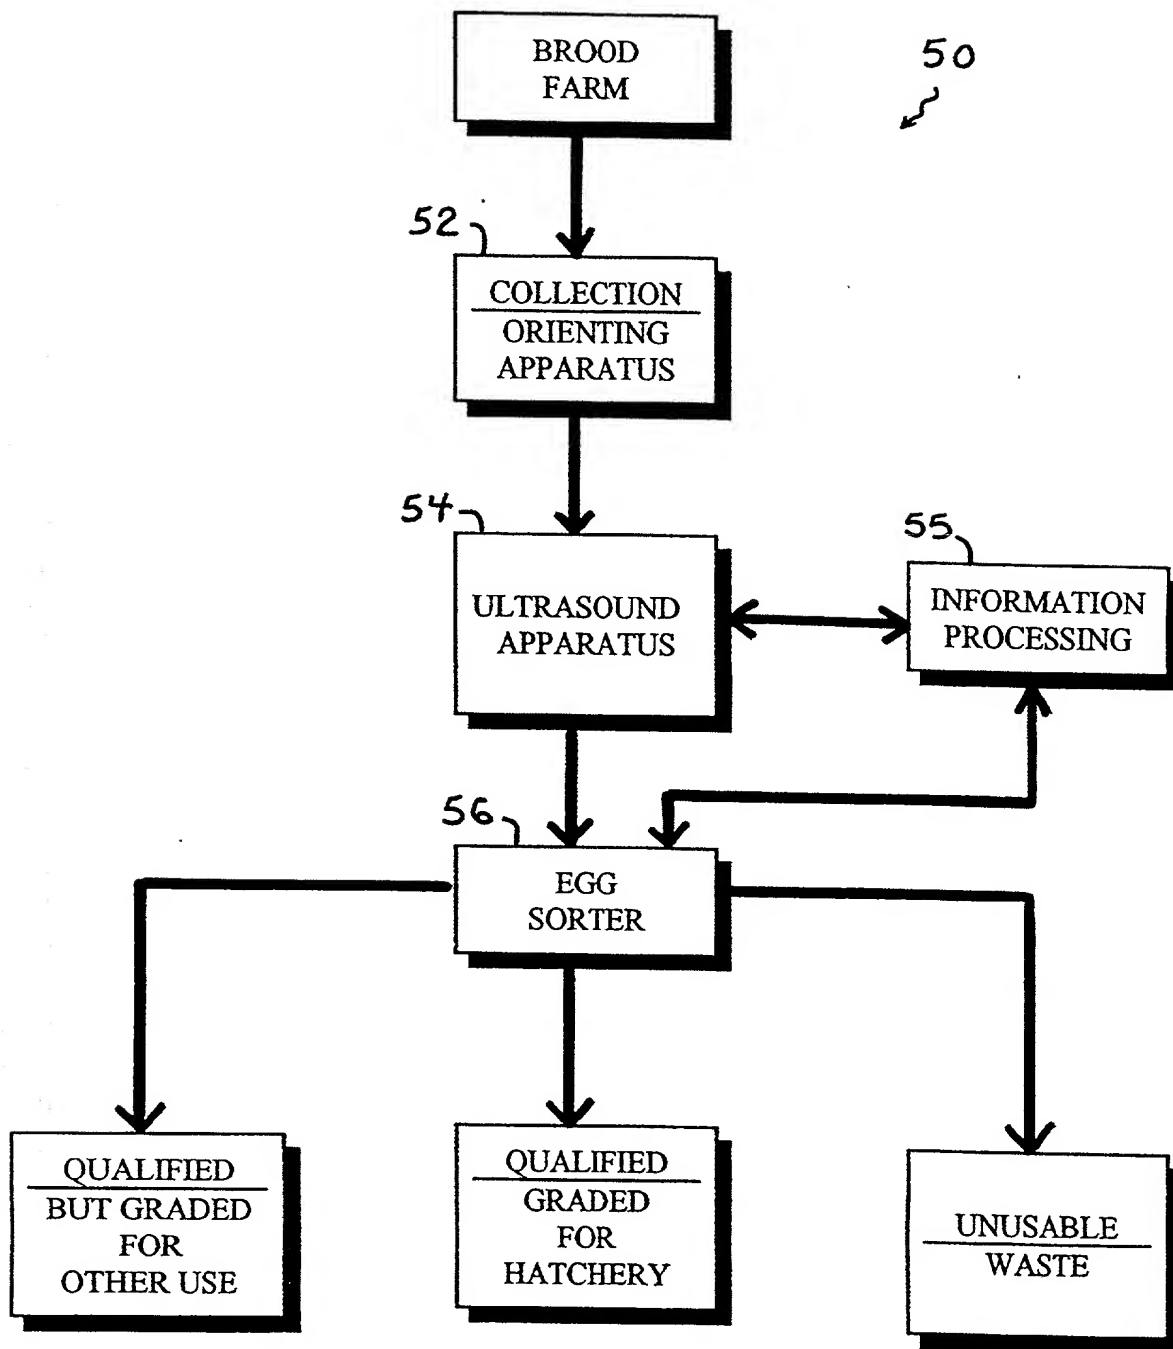 BROOD
FARM
50
52
COLLECTION
ORIENTING
APPARATUS
54
ULTRASOUND
APPARATUS
55
INFORMATION
PROCESSING
56
EGG
SORTER
QUALIFIED
BUT GRADED
FOR
OTHER USE
QUALIFIED
GRADED
FOR
HATCHERY
UNUSABLE
WASTE